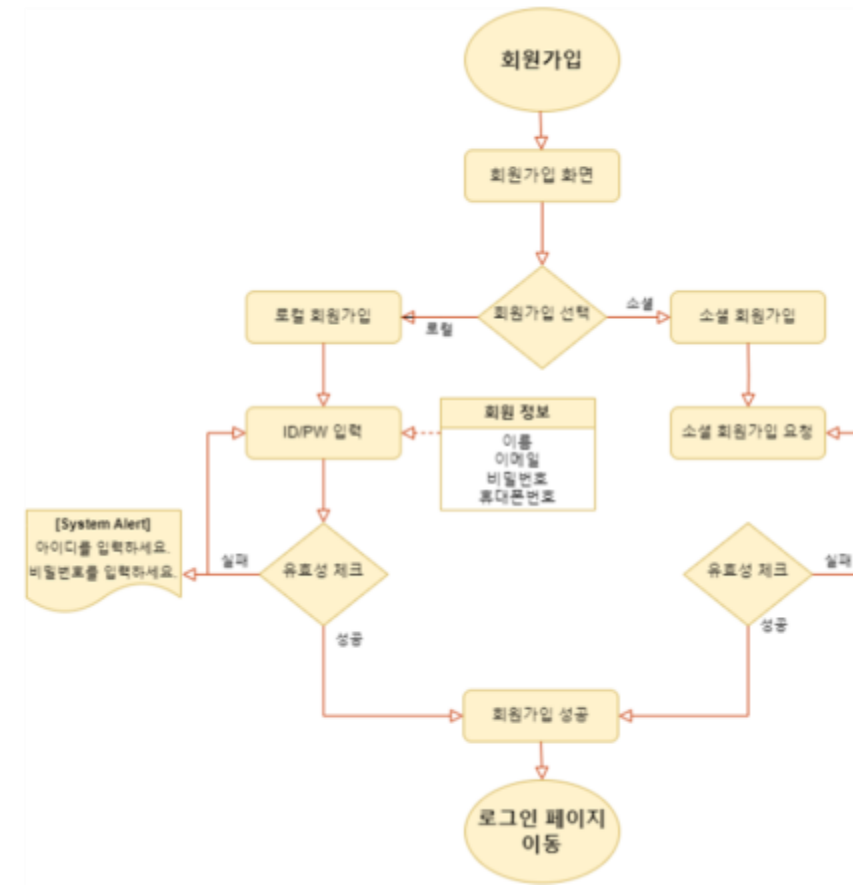 회원가입
회원가입 화면
로컬 회원가입
회원가입 선택
소셜
소셜 회원가입
로컬
ID/PW 입력
회원 정보
이름
이메일
비밀번호
휴대폰번호
소셜 회원가입 요청
[System Alert]
아이디를 입력하세요.
비밀번호를 입력하세요.
실패
유효성 체크
성공
유효성 체크
실패
성공
회원가입 성공
로그인 페이지
이동